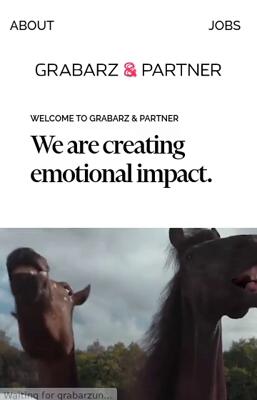 ABOUT
JOBS
GRABARZ & PARTNER
WELCOME TO GRABARZ & PARTNER
We are creating
emotional impact.
Waiting for grabarzun...